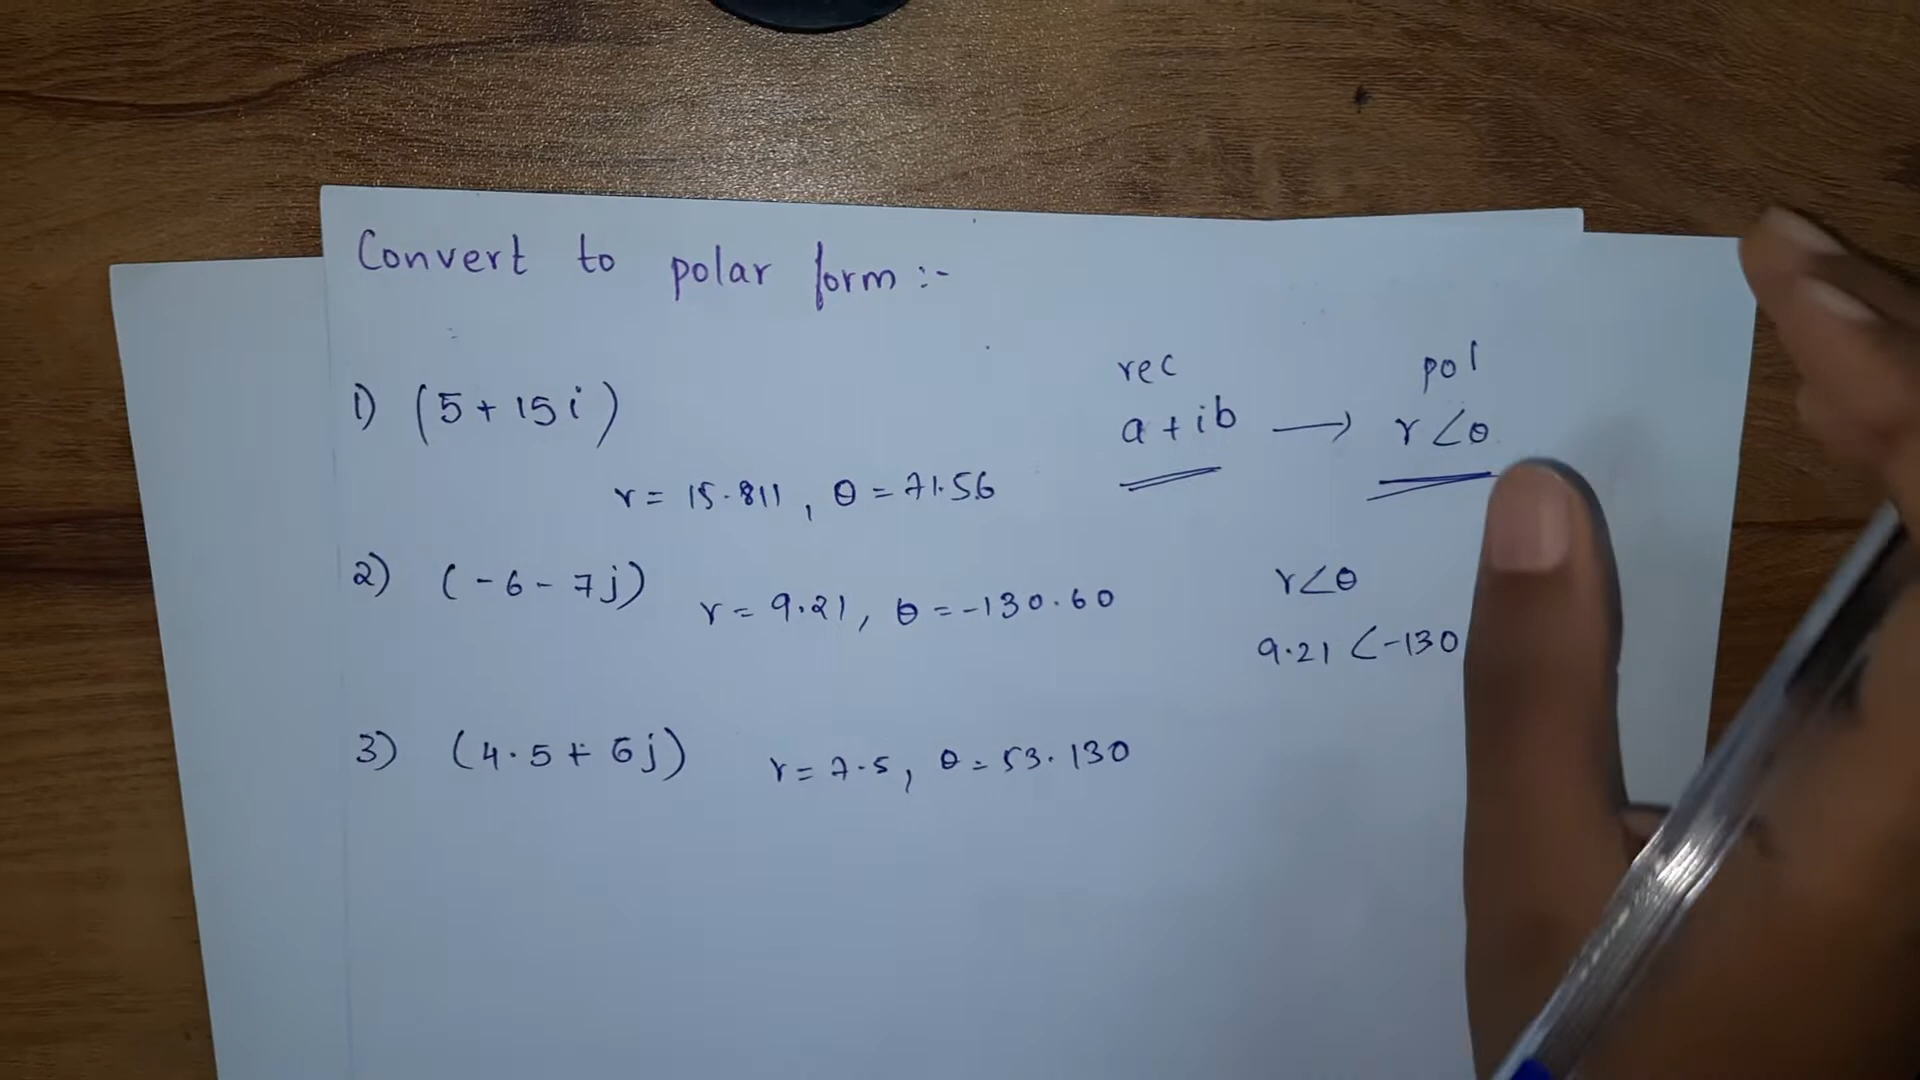 Convert to polar form :-
rec pol
1) (5 + 15i) a + ib → r∠θ
r = 15.811, θ = 71.56
2) (-6 - 7j) r = 9.21, θ = -130.60 r∠θ
9.21 ∠-130
3) (4.5 + 6j) r = 7.5, θ = 53.130